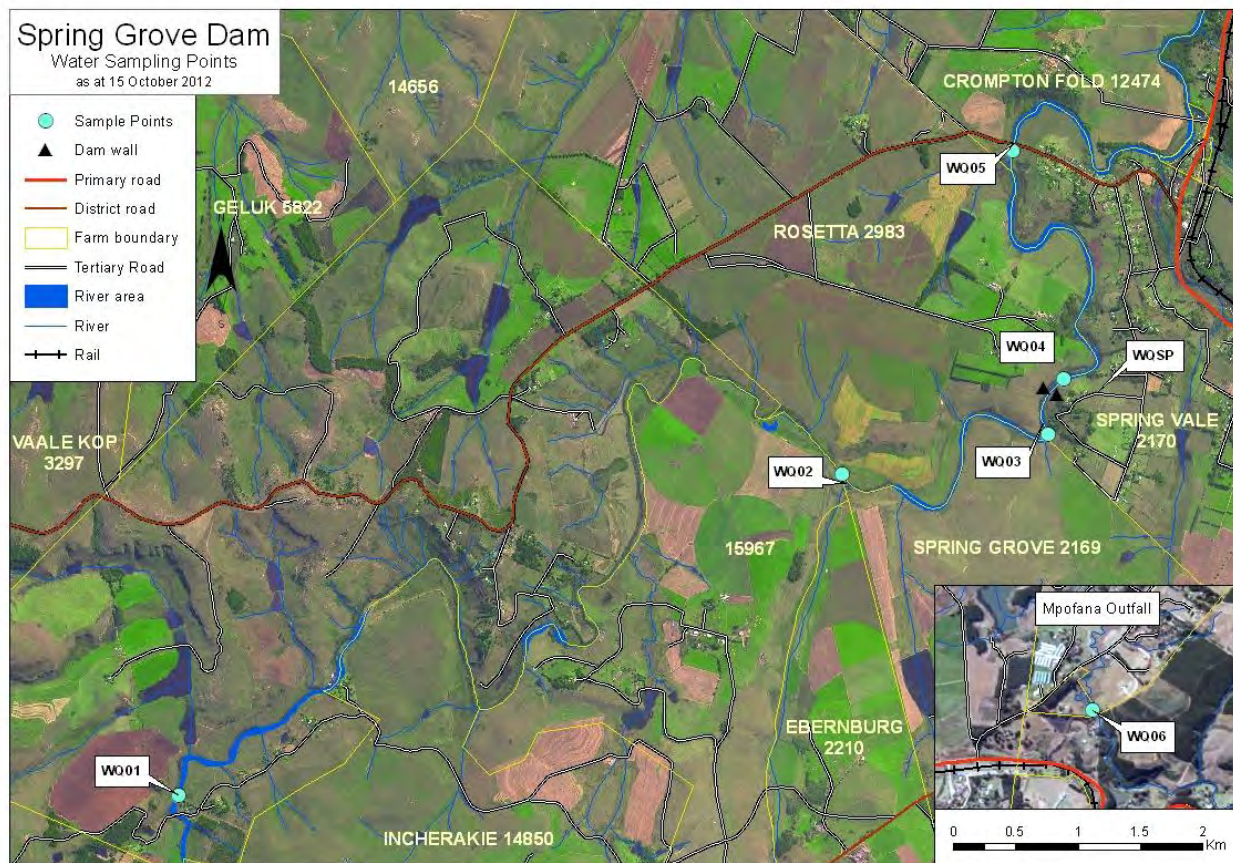 Spring Grove Dam
Water Sampling Points
as at 15 October 2012
Sample Points
Dam wall
Primary road
District road
Farm boundary
Tertiary Road
River area
River
Rail
14656
CROMPTON FOLD 12474
WQ05
GELUK 5822
ROSETTA 2983
WQ04
WQSP
VAALE KOP
3297
SPRING VALE
2170
WQ03
WQ02
15967
SPRING GROVE 2169
Mpofana Outfall
WQ06
EBERNBURG
2210
WQ01
INCHERAKIE 14850
0 0.5 1 2
Km